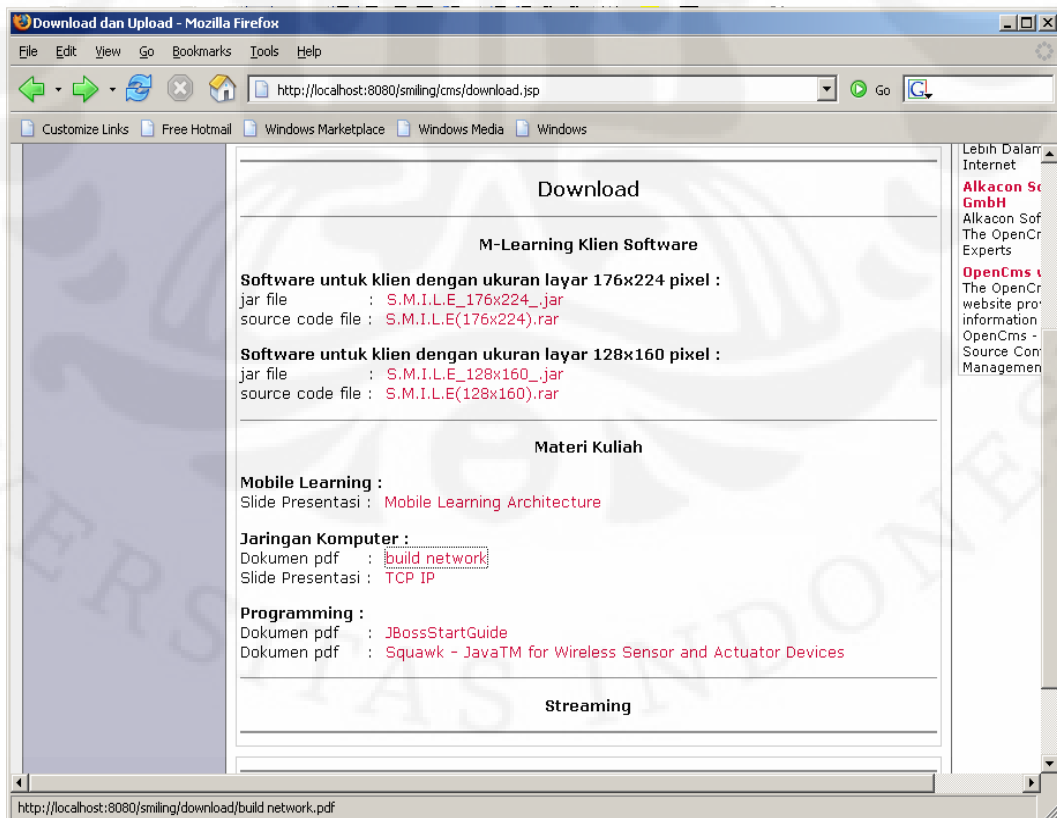 Download dan Upload - Mozilla Firefox
File Edit View Go Bookmarks Tools Help
http://localhost:8080/smiling/cms/download.jsp Go G
Customize Links Free Hotmail Windows Marketplace Windows Media Windows
Download
M-Learning Klien Software
Software untuk klien dengan ukuran layar 176x224 pixel :
jar file : S.M.I.L.E_176x224_.jar
source code file : S.M.I.L.E(176x224).rar
Software untuk klien dengan ukuran layar 128x160 pixel :
jar file : S.M.I.L.E_128x160_.jar
source code file : S.M.I.L.E(128x160).rar
Materi Kuliah
Mobile Learning :
Slide Presentasi : Mobile Learning Architecture
Jaringan Komputer :
Dokumen pdf : build network
Slide Presentasi : TCP IP
Programming :
Dokumen pdf : JBossStartGuide
Dokumen pdf : Squawk - JavaTM for Wireless Sensor and Actuator Devices
Streaming
Lebih Dalam
Internet
Alkacon
GmbH
Alkacon
The
Experts
OpenCms
The
website
information
OpenCms -
Source
Managemen
http://localhost:8080/smiling/download/build network.pdf
ERSITAS INDONES